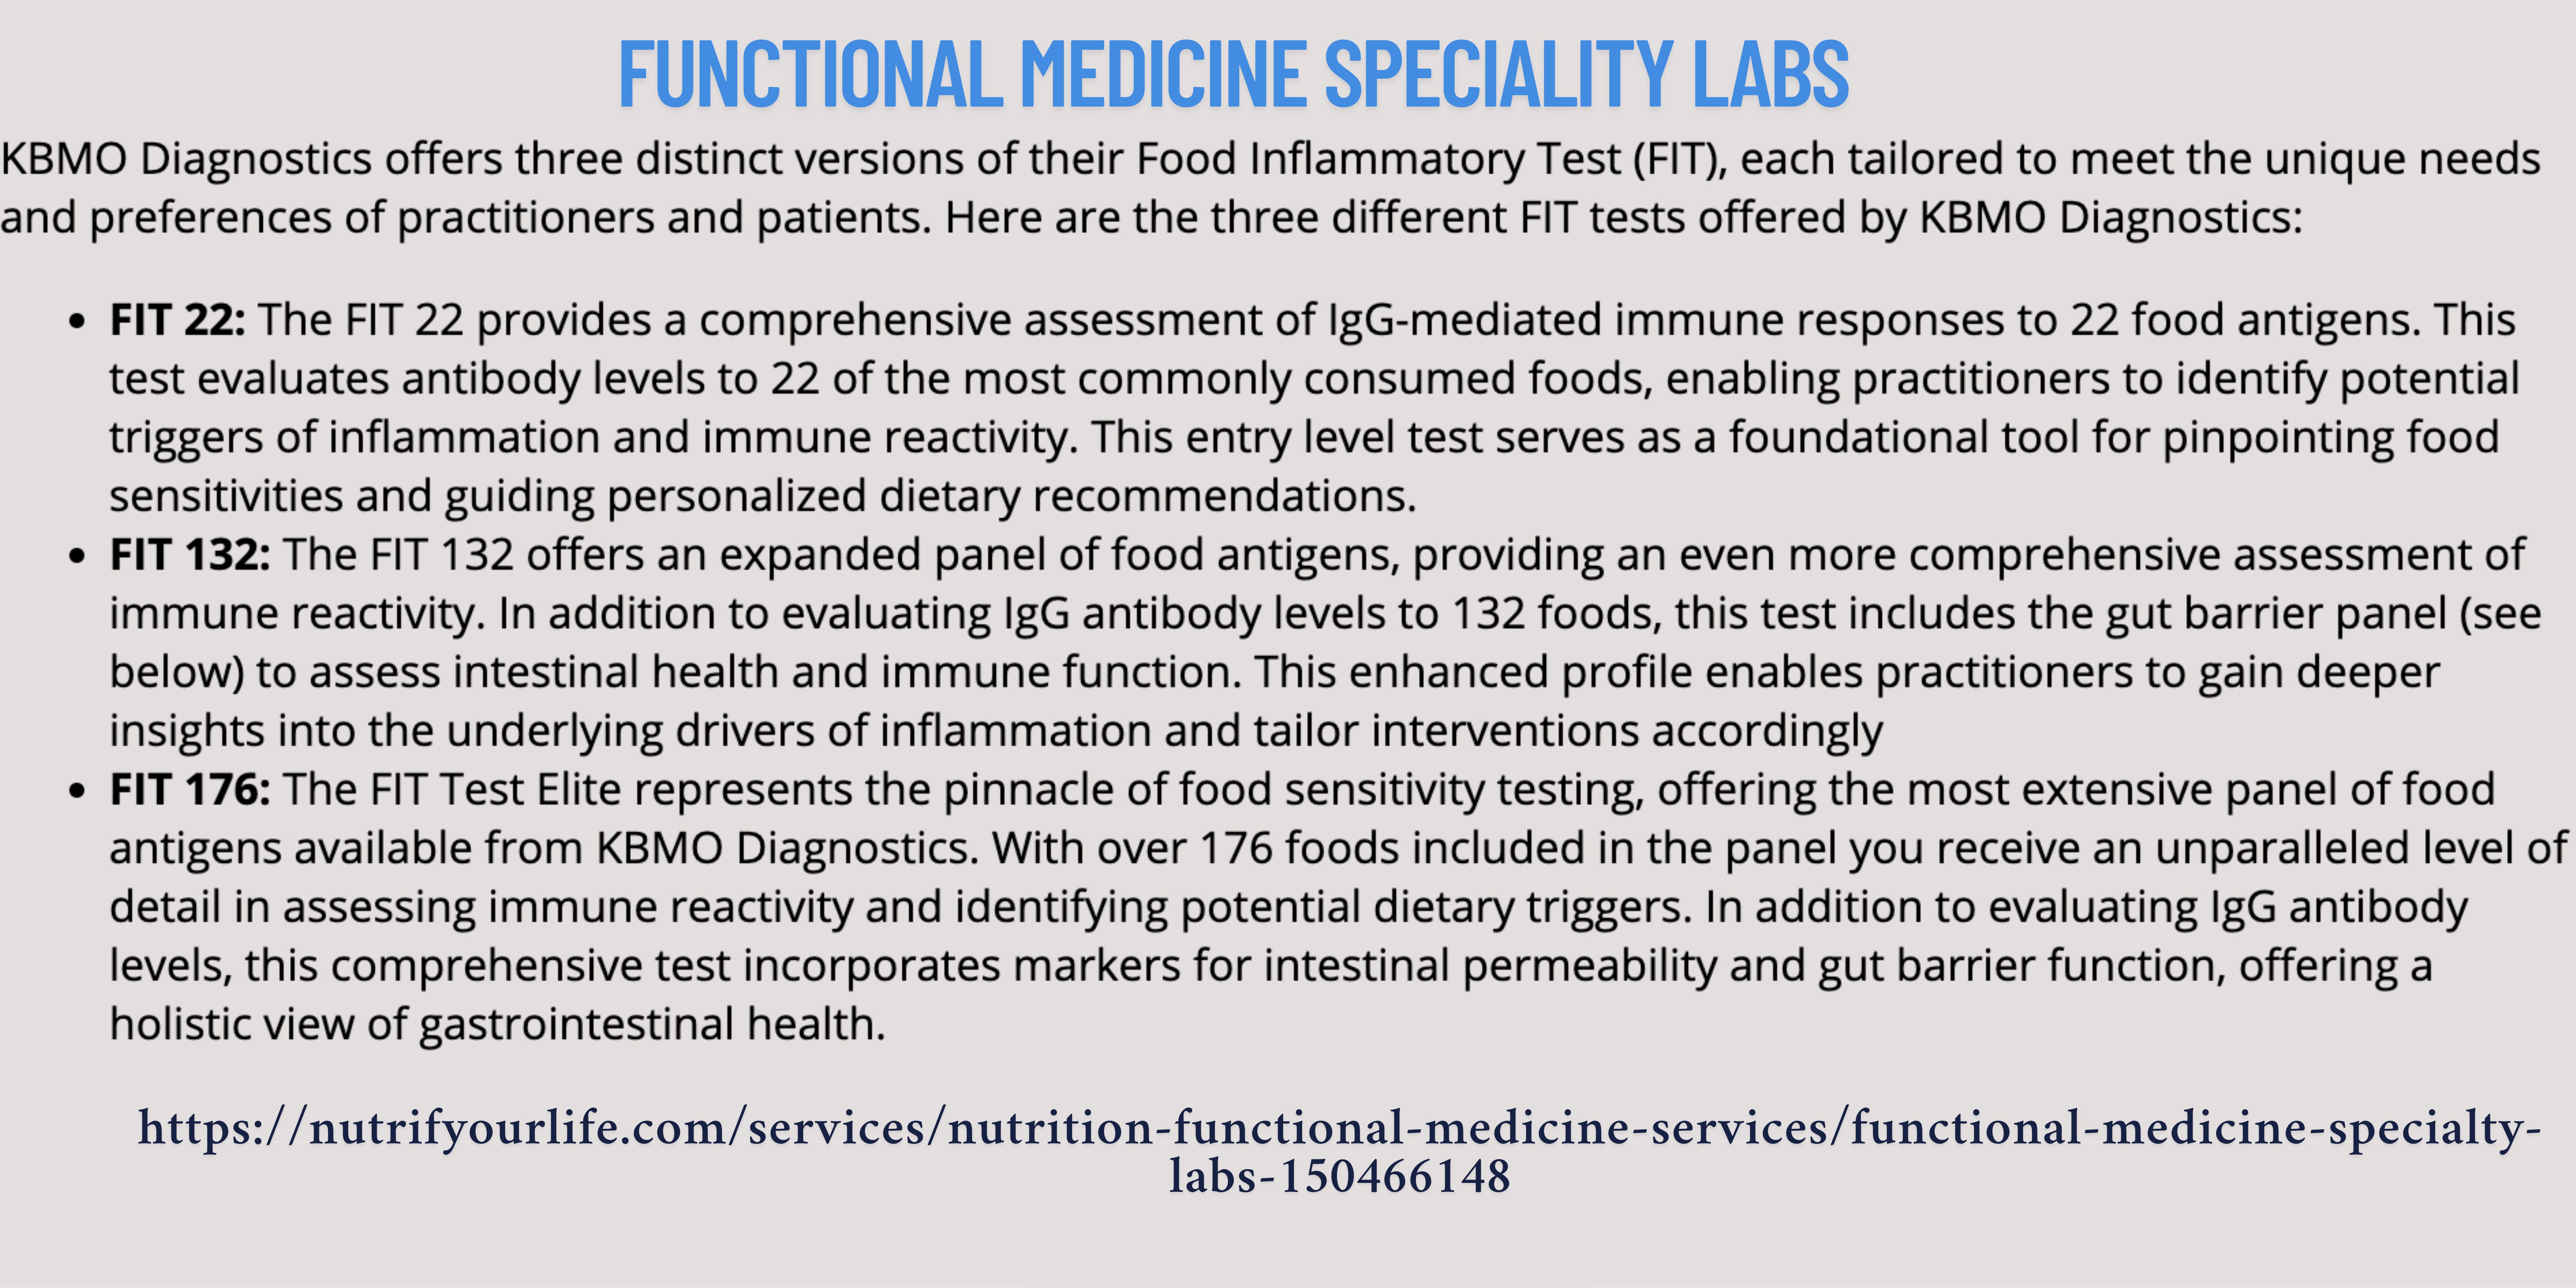 FUNCTIONAL MEDICINE SPECIALITY LABS
KBMO Diagnostics offers three distinct versions of their Food Inflammatory Test (FIT), each tailored to meet the unique needs
and preferences of practitioners and patients. Here are the three different FIT tests offered by KBMO Diagnostics:
• FIT 22: The FIT 22 provides a comprehensive assessment of IgG-mediated immune responses to 22 food antigens. This
test evaluates antibody levels to 22 of the most commonly consumed foods, enabling practitioners to identify potential
triggers of inflammation and immune reactivity. This entry level test serves as a foundational tool for pinpointing food
sensitivities and guiding personalized dietary recommendations.
• FIT 132: The FIT 132 offers an expanded panel of food antigens, providing an even more comprehensive assessment of
immune reactivity. In addition to evaluating IgG antibody levels to 132 foods, this test includes the gut barrier panel (see
below) to assess intestinal health and immune function. This enhanced profile enables practitioners to gain deeper
insights into the underlying drivers of inflammation and tailor interventions accordingly
• FIT 176: The FIT Test Elite represents the pinnacle of food sensitivity testing, offering the most extensive panel of food
antigens available from KBMO Diagnostics. With over 176 foods included in the panel you receive an unparalleled level of
detail in assessing immune reactivity and identifying potential dietary triggers. In addition to evaluating IgG antibody
levels, this comprehensive test incorporates markers for intestinal permeability and gut barrier function, offering a
holistic view of gastrointestinal health.
https://nutrifyourlife.com/services/nutrition-functional-medicine-services/functional-medicine-specialty-
labs-150466148